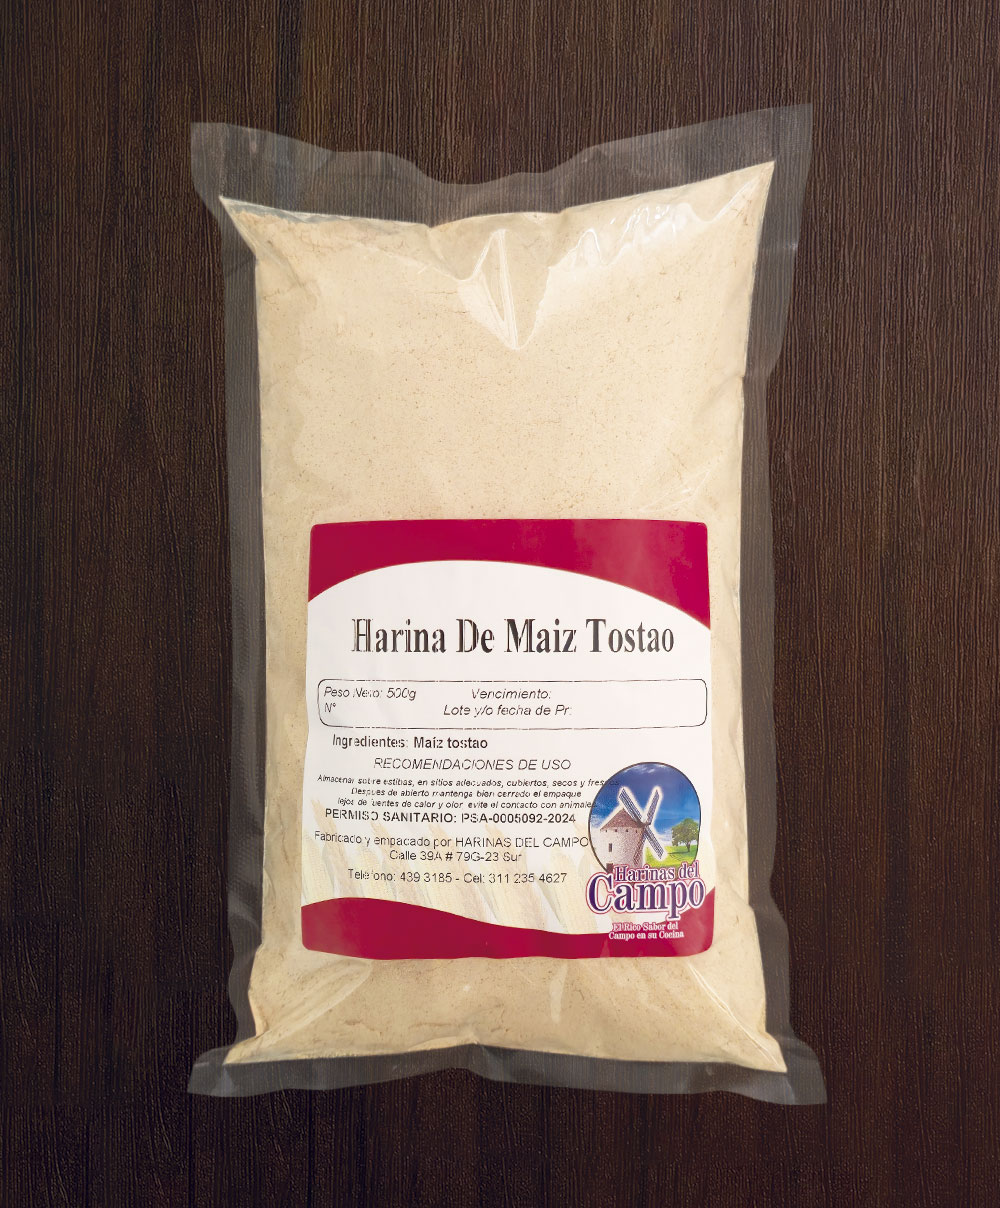 Harina De Maiz Tostao
Peso Neto: 500g Vencimiento:
N° Lote y/o fecha de Pr:
Ingredientes: Maíz tostao
RECOMENDACIONES DE USO
Almacenar sobre estibas, en sitios adecuados, cubiertos, secos y
Despues de abierto mantenga bien cerrado el empaque
lejos de fuentes de calor y olor, evite el contacto con animales
PERMISO SANITARIO: PSA-0005092-2024
Fabricado y empacado por HARINAS DEL CAMPO
Calle 39A # 79G-23 Sur
Teléfono: 439 3185 - Cel: 311 235 4627
Harinas del
Campo
El Rico Sabor del
Campo en su Cocina